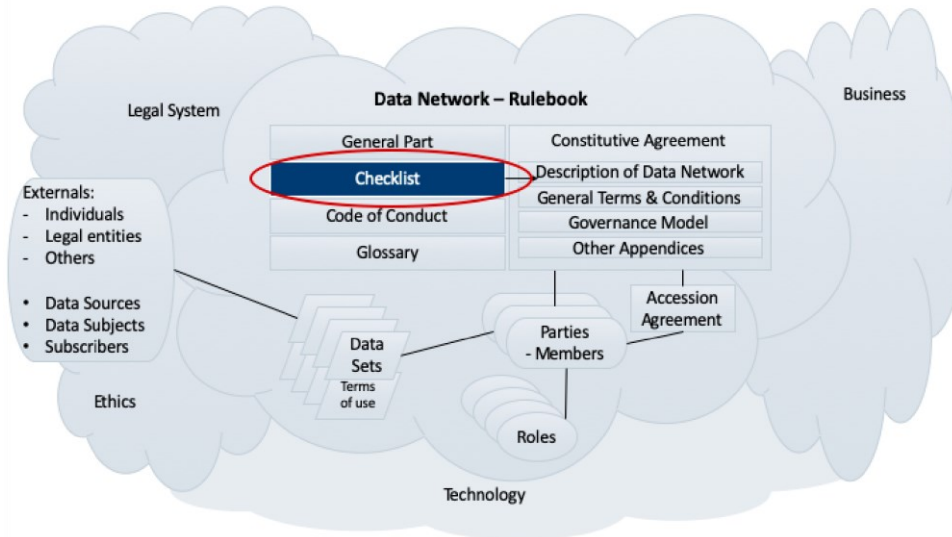 Data Network – Rulebook
Legal System
Business
General Part
Checklist
Code of Conduct
Glossary
Constitutive Agreement
Description of Data Network
General Terms & Conditions
Governance Model
Other Appendices
Externals:
- Individuals
- Legal entities
- Others
• Data Sources
• Data Subjects
• Subscribers
Data
Sets
Terms
of use
Parties
- Members
Accession
Agreement
Roles
Ethics
Technology